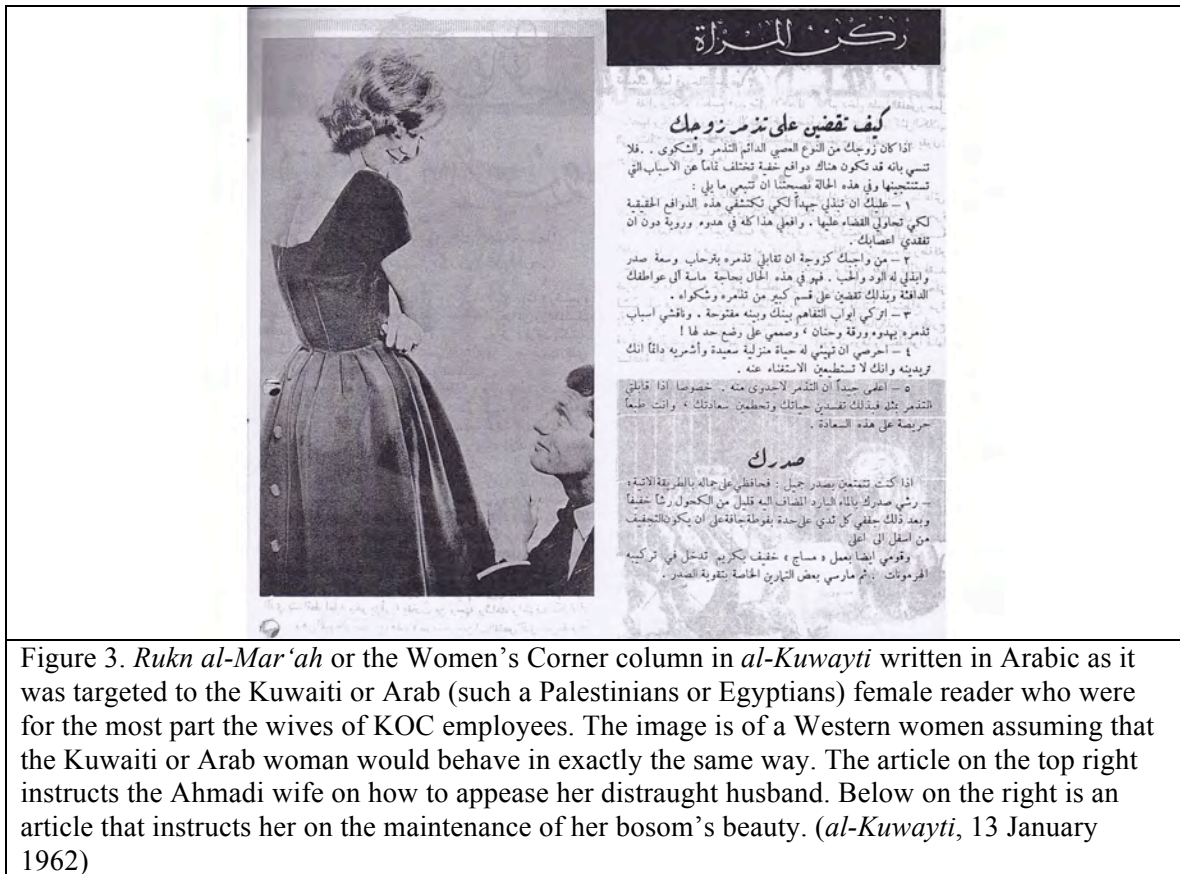 ركن المرأة
كيف تقضين على تذمر زوجك
اذا كان زوجك من النوع العصبي الدائم التذمر والشكوى . . فلا
تنسي بانه قد تكون هناك دوافع خفية تختلف تماماً عن الاسباب التي
تستنتجينها وفي هذه الحالة نصحتنا ان تتبعي ما يلي :
١ – عليك ان تبذلي جهداً لكي تكتشفي هذه الدوافع الحقيقية
لكي تحاولي القضاء عليها . وافعلي هذا كله في هدوء وروية دون ان
تفقدي اعصابك .
٢ – من واجبك كزوجة ان تقابلي تذمره بترحاب وسعة صدر
وابذلي له الود والحب . فهو في هذه الحال بحاجة ماسة الى عواطفك
الدافئة وبذلك تقضين على قسم كبير من تذمره وشكواه .
٣ – اتركي ابواب التفاهم بينك وبينه مفتوحة . وناقشي اسباب
تذمره بهدوء ورقة وحنان ، وصممي على وضع حد لها !
٤ – احرصي ان تهيئي له حياة منزلية سعيدة وأشعريه دائماً انك
تريدينه وانك لا تستطيعين الاستغناء عنه .
٥ – اعلمي جيداً ان التذمر لاجدوى منه . خصوصا اذا قابلتي
التذمر بمثله فبذلك تفسدين حياتك وتحطمين سعادتك ، وانت طبعاً
حريصة على هذه السعادة .
صدرك
اذا كنت تتمتعين بصدر جميل : فحافظي على جماله بالطريقة الاتية :
– رشي صدرك بالماء البارد المضاف اليه قليل من الكحول رشاً خفيفاً
وبعد ذلك جففي كل ثدي على حدة بفوطة جافة على ان يكون التجفيف
من اسفل الى اعلى
وقومي ايضا بعمل « مساج » خفيف بكريم تدخل في تركيبه
الهرمونات . ثم مارسي بعض التمارين الخاصة بتقوية الصدر .
Figure 3. Rukn al-Mar‘ah or the Women’s Corner column in al-Kuwayti written in Arabic as it
was targeted to the Kuwaiti or Arab (such a Palestinians or Egyptians) female reader who were
for the most part the wives of KOC employees. The image is of a Western women assuming that
the Kuwaiti or Arab woman would behave in exactly the same way. The article on the top right
instructs the Ahmadi wife on how to appease her distraught husband. Below on the right is an
article that instructs her on the maintenance of her bosom’s beauty. (al-Kuwayti, 13 January
1962)